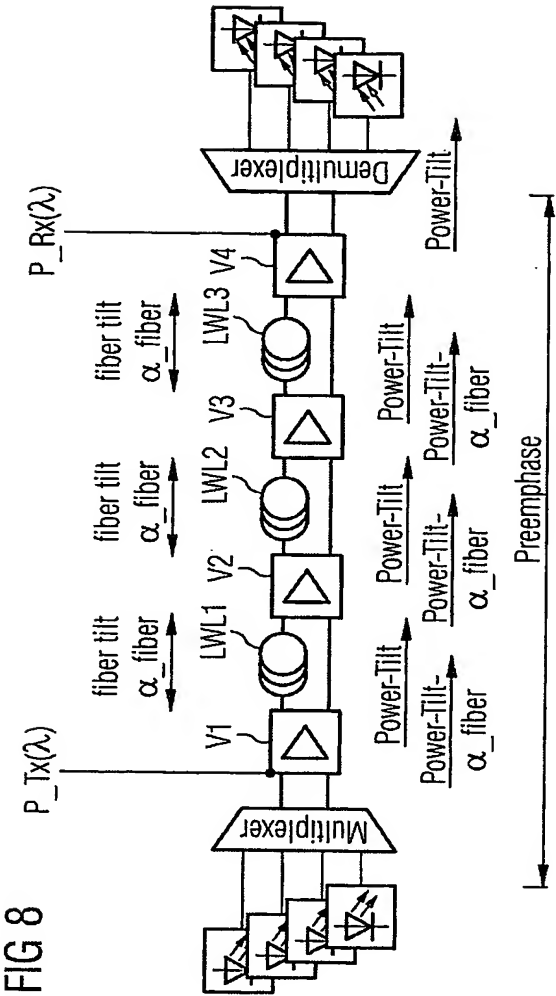 FIG 8
P_Tx(λ)
P_Rx(λ)
fiber tilt
α_fiber
fiber tilt
α_fiber
fiber tilt
α_fiber
V1
LWL1
V2
LWL2
V3
LWL3
V4
Multiplexer
Demultiplexer
Power-Tilt
Power-Tilt-
α_fiber
Power-Tilt
Power-Tilt-
α_fiber
Power-Tilt
Power-Tilt-
α_fiber
Power-Tilt
Preemphase